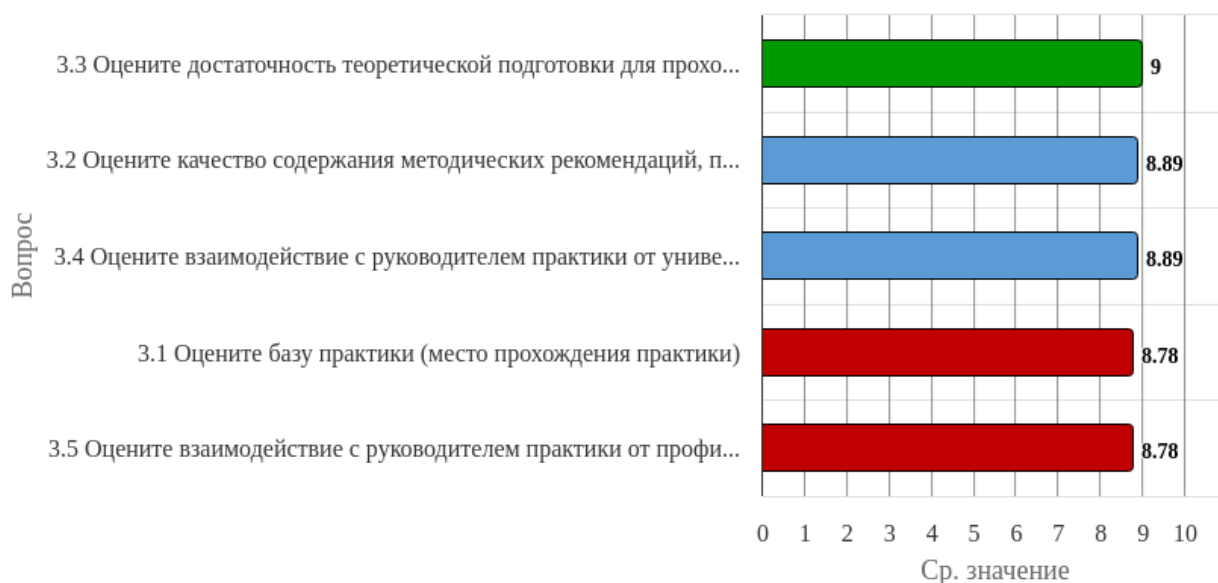 3.3 Оцените достаточность теоретической подготовки для прохо...
9
3.2 Оцените качество содержания методических рекомендаций, п...
8.89
3.4 Оцените взаимодействие с руководителем практики от униве...
8.89
3.1 Оцените базу практики (место прохождения практики)
8.78
3.5 Оцените взаимодействие с руководителем практики от профи...
8.78
Вопрос
0 1 2 3 4 5 6 7 8 9 10
Ср. значение